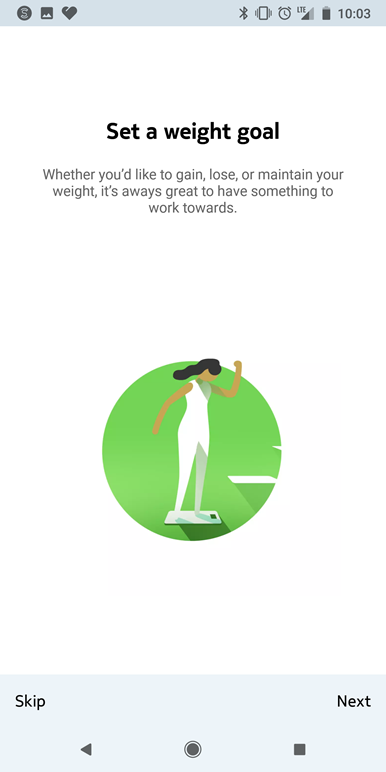 LTE 10:03
Set a weight goal
Whether you'd like to gain, lose, or maintain your
weight, it's aways great to have something to
work towards.
Skip Next